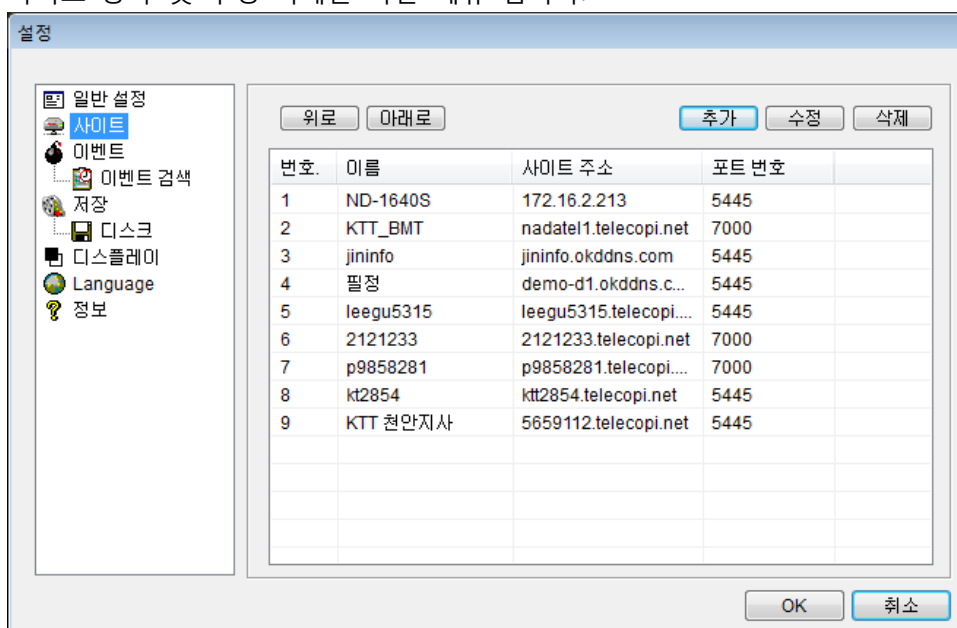 설정
일반 설정
사이트
이벤트
이벤트 검색
저장
디스크
디스플레이
Language
정보
위로 아래로 추가 수정 삭제
번호. 이름 사이트 주소 포트 번호
1 ND-1640S 172.16.2.213 5445
2 KTT_BMT nadatel1.telecopi.net 7000
3 jininfo jininfo.okddns.com 5445
4 필정 demo-d1.okddns.c... 5445
5 leegu5315 leegu5315.telecopi.... 5445
6 2121233 2121233.telecopi.net 7000
7 p9858281 p9858281.telecopi.... 7000
8 kt2854 ktt2854.telecopi.net 5445
9 KTT 천안지사 5659112.telecopi.net 5445
OK 취소